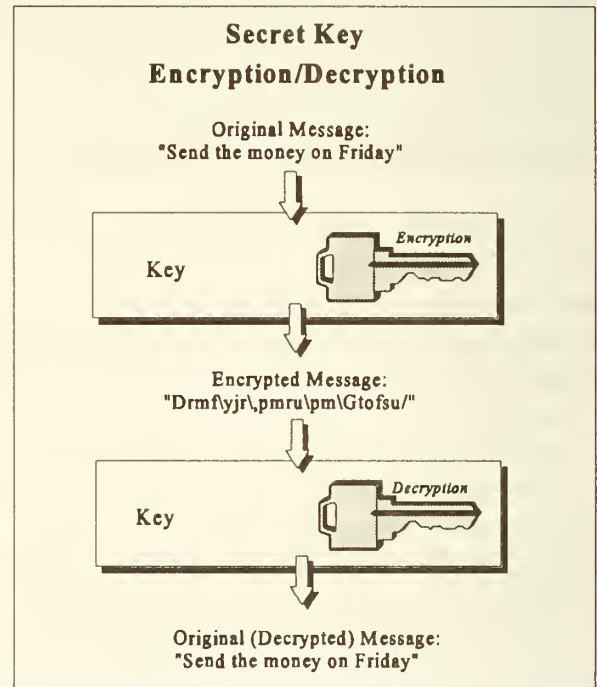 Secret Key
Encryption/Decryption
Original Message:
"Send the money on Friday"
Encryption
Key
Encrypted Message:
"Drmf\yjr\,pmru\pm\Gtofsu/"
Decryption
Key
Original (Decrypted) Message:
"Send the money on Friday"